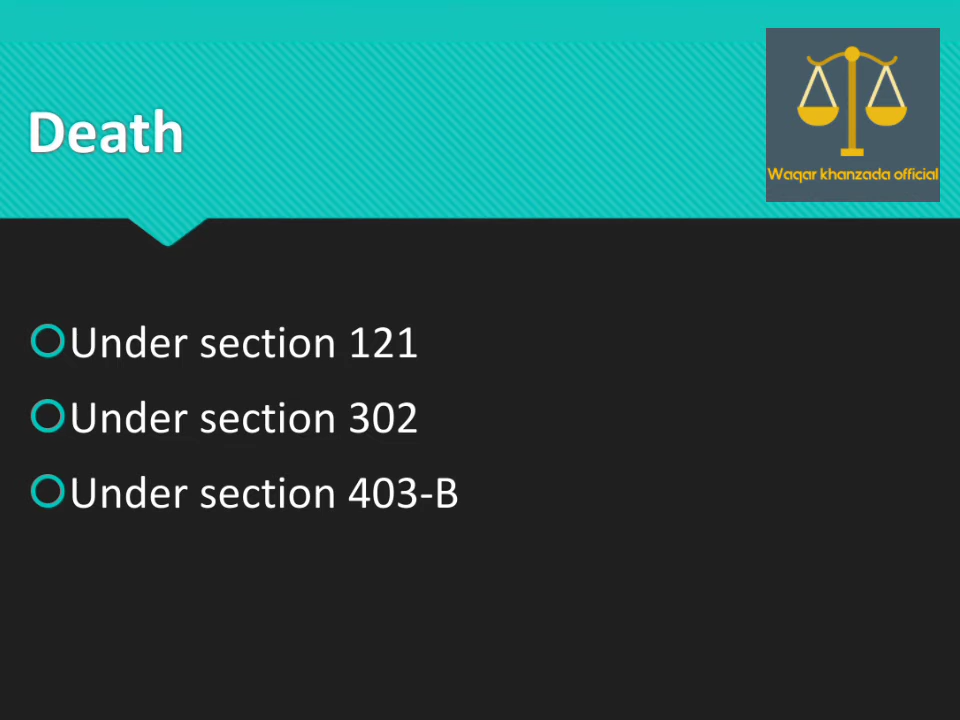 Death
Waqar khanzada official
Under section 121
Under section 302
Under section 403-B